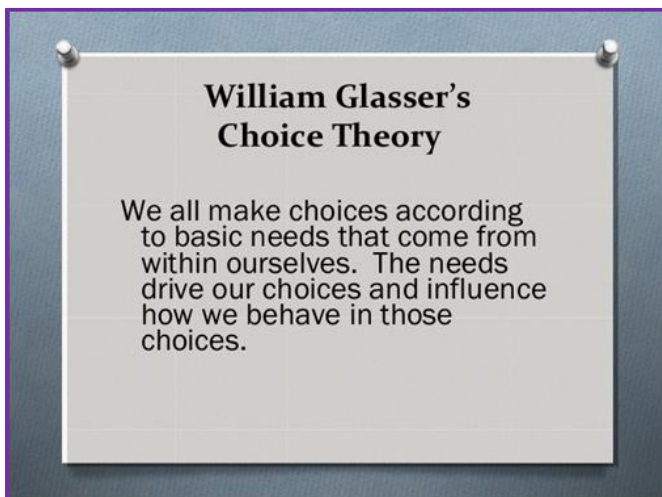 William Glasser’s
Choice Theory
We all make choices according
to basic needs that come from
within ourselves.  The needs
drive our choices and influence
how we behave in those
choices.